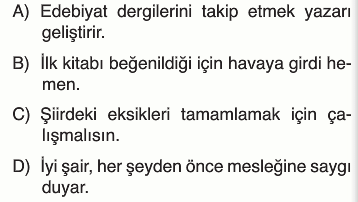 A) Edebiyat dergilerini takip etmek yazarı
geliştirir.
B) İlk kitabı beğenildiği için havaya girdi he-
men.
C) Şiirdeki eksikleri tamamlamak için ça-
lışmalısın.
D) İyi şair, her şeyden önce mesleğine saygı
duyar.